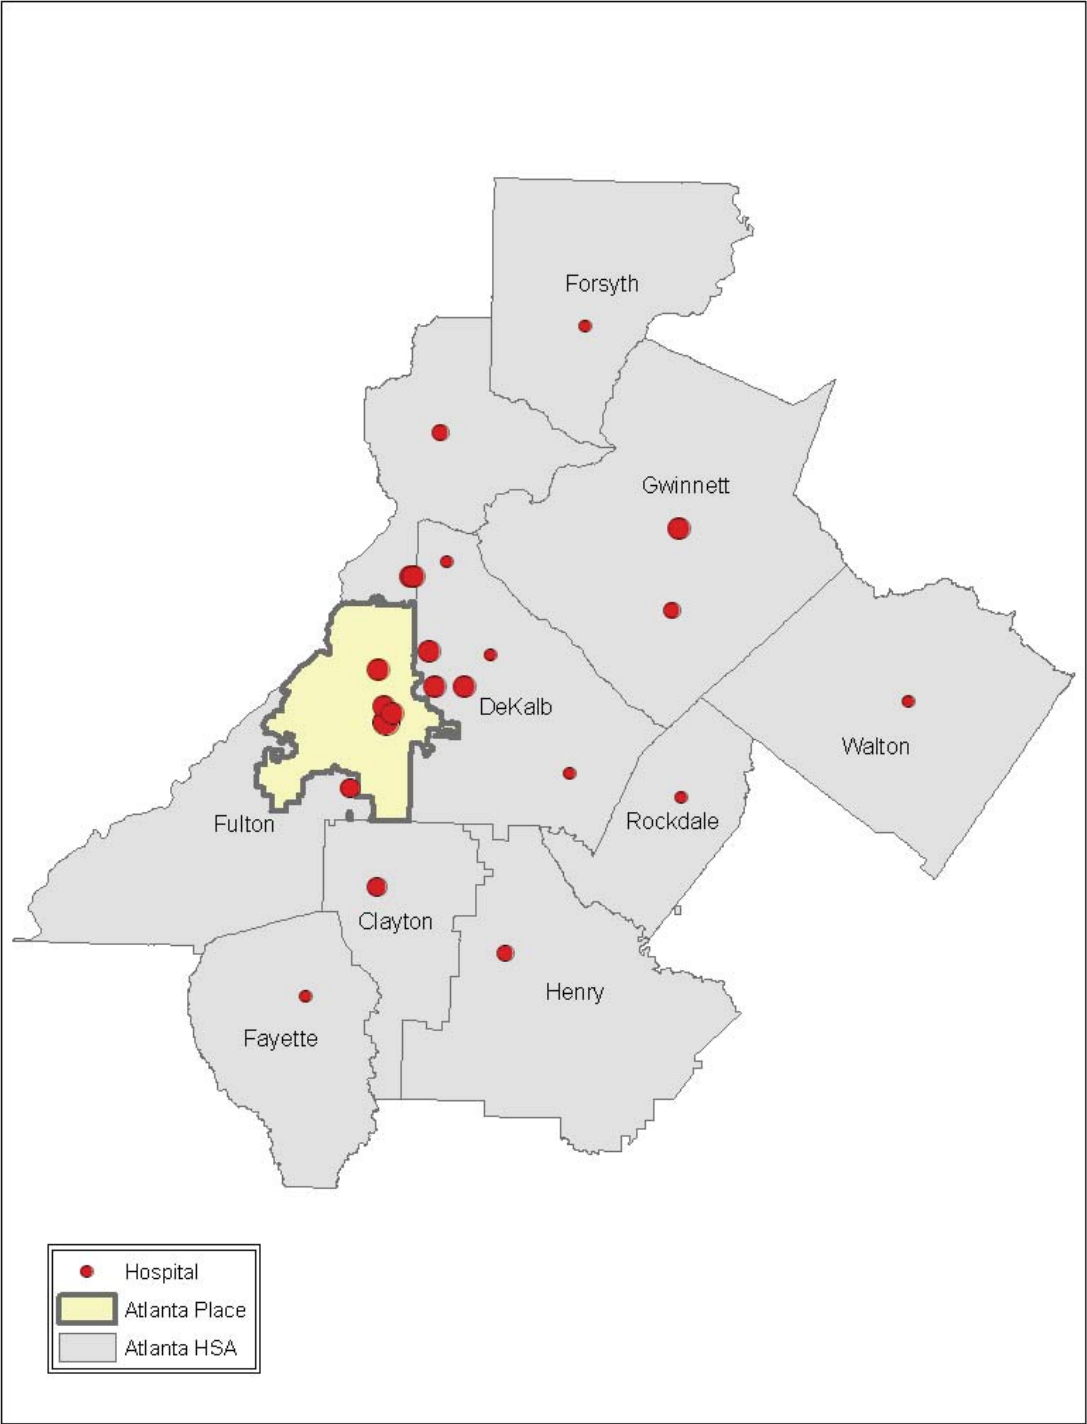 Forsyth
Gwinnett
DeKalb
Walton
Fulton
Rockdale
Clayton
Henry
Fayette
Hospital
Atlanta Place
Atlanta HSA